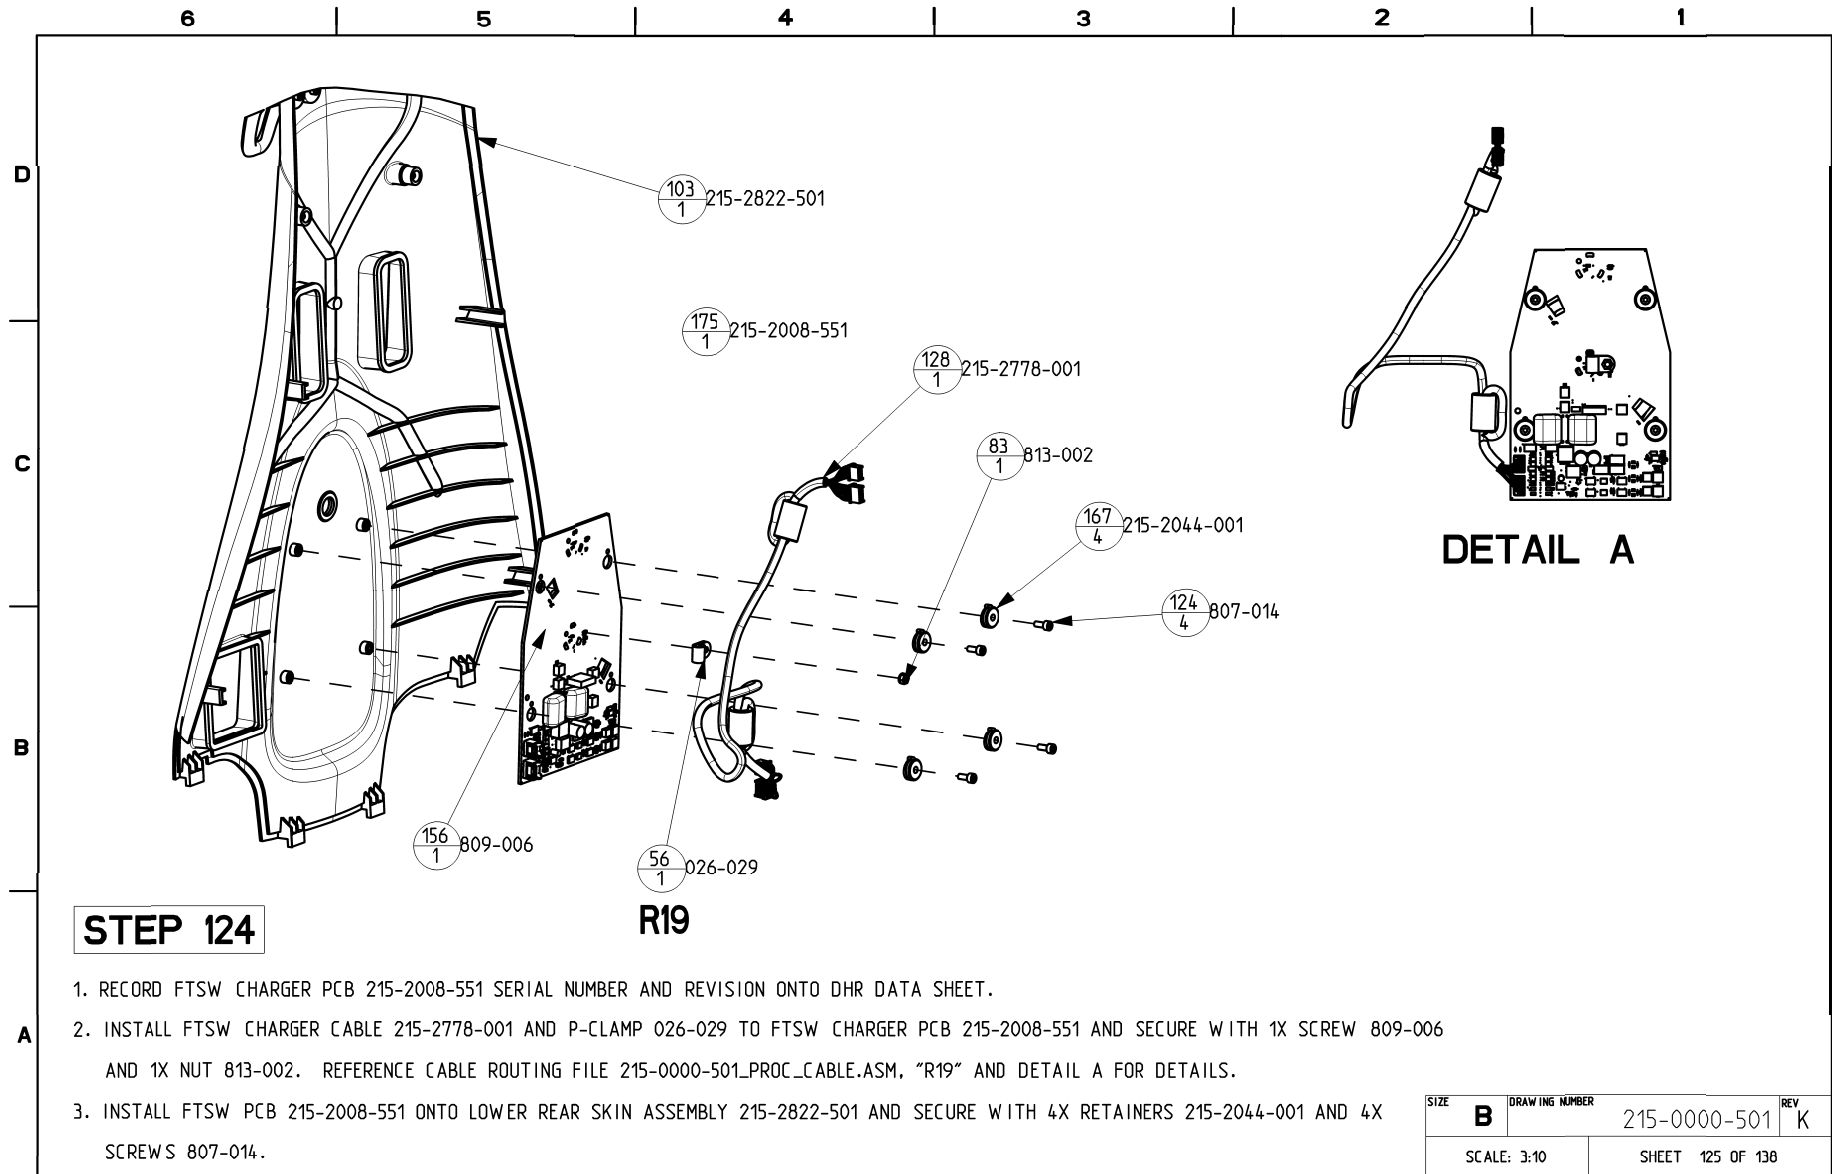 6 5 4 3 2 1
D
103
1
215-2822-501
175
1
215-2008-551
128
1
215-2778-001
C
83
1
813-002
167
4
215-2044-001
DETAIL A
124
4
807-014
B
156
1
809-006
56
1
026-029
R19
STEP 124
1. RECORD FTSW CHARGER PCB 215-2008-551 SERIAL NUMBER AND REVISION ONTO DHR DATA SHEET.
A
2. INSTALL FTSW CHARGER CABLE 215-2778-001 AND P-CLAMP 026-029 TO FTSW CHARGER PCB 215-2008-551 AND SECURE WITH 1X SCREW 809-006
AND 1X NUT 813-002. REFERENCE CABLE ROUTING FILE 215-0000-501_PROC_CABLE.ASM, "R19" AND DETAIL A FOR DETAILS.
3. INSTALL FTSW PCB 215-2008-551 ONTO LOWER REAR SKIN ASSEMBLY 215-2822-501 AND SECURE WITH 4X RETAINERS 215-2044-001 AND 4X
SCREWS 807-014.
SIZE B DRAWING NUMBER 215-0000-501 REV K
SCALE: 3:10 SHEET 125 OF 138